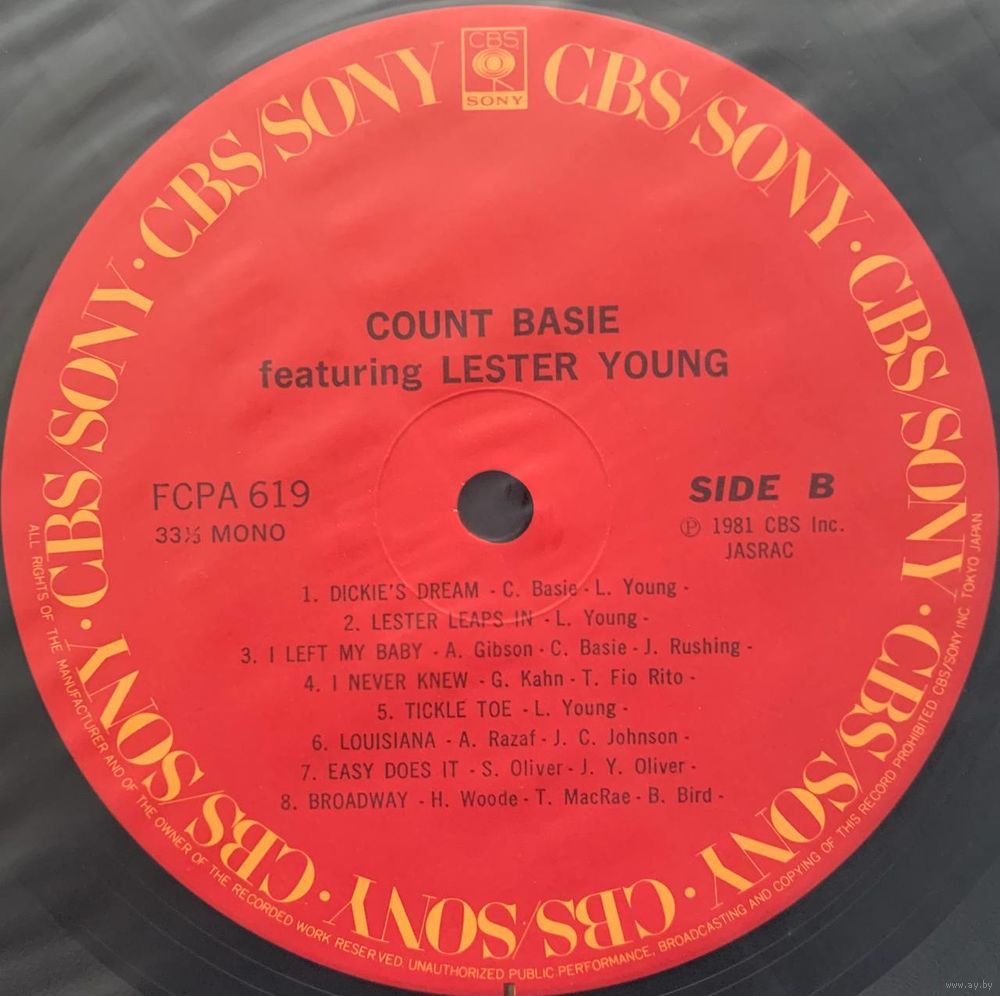 CBS
SONY
CBS/SONY · CBS/SONY · CBS/SONY · CBS/SONY · CBS/SONY · CBS/SONY · CBS/SONY · CBS/SONY
COUNT BASIE
featuring LESTER YOUNG
FCPA 619
33⅓ MONO
SIDE B
Ⓟ 1981 CBS Inc.
JASRAC
1. DICKIE'S DREAM - C. Basie - L. Young -
2. LESTER LEAPS IN - L. Young -
3. I LEFT MY BABY - A. Gibson - C. Basie - J. Rushing -
4. I NEVER KNEW - G. Kahn - T. Fio Rito -
5. TICKLE TOE - L. Young -
6. LOUISIANA - A. Razaf - J. C. Johnson -
7. EASY DOES IT - S. Oliver - J. Y. Oliver -
8. BROADWAY - H. Woode - T. MacRae - B. Bird -
ALL RIGHTS OF THE MANUFACTURER AND OF THE OWNER OF THE RECORDED WORK RESERVED. UNAUTHORIZED PUBLIC PERFORMANCE, BROADCASTING AND COPYING OF THIS RECORD PROHIBITED CBS/SONY INC. TOKYO JAPAN
www.ay.by